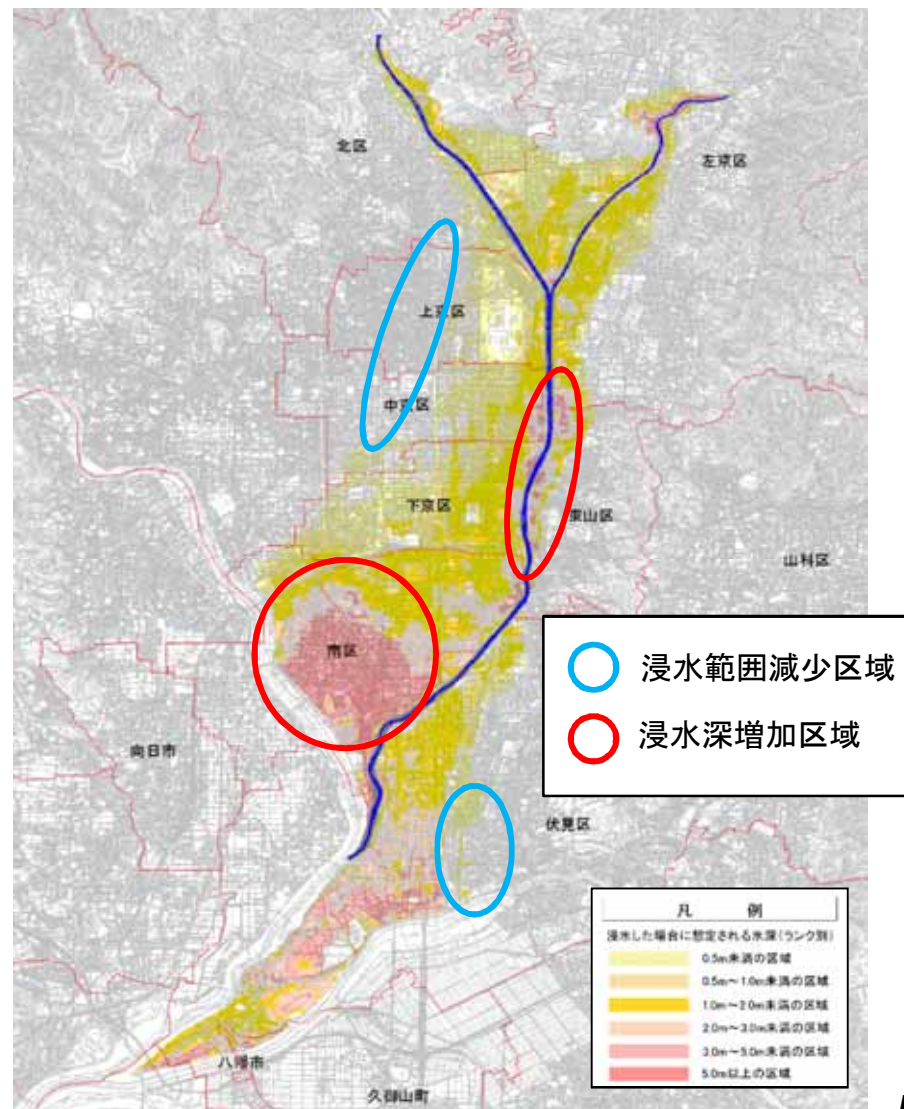 北区
左京区
上京区
中京区
下京区
東山区
山科区
南区
浸水範囲減少区域
浸水深増加区域
向日市
伏見区
凡 例
浸水した場合に想定される水深(ランク別)
0.5m未満の区域
0.5m~1.0m未満の区域
1.0m~2.0m未満の区域
2.0m~3.0m未満の区域
3.0m~5.0m未満の区域
5.0m以上の区域
八幡市
久御山町